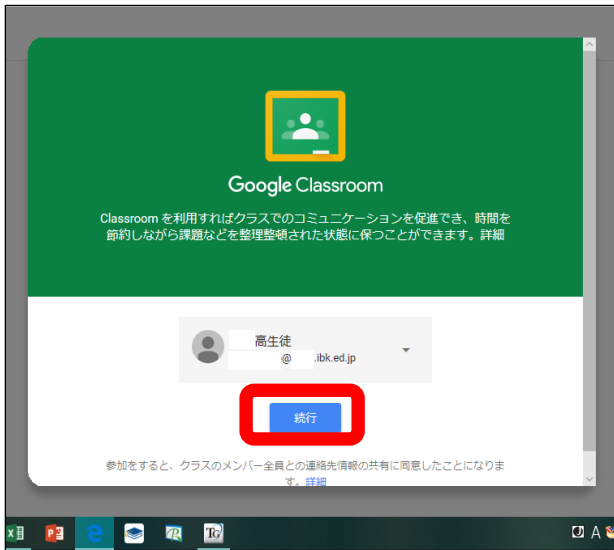 Google Classroom
Classroom を利用すればクラスでのコミュニケーションを促進でき、時間を
節約しながら課題などを整理整頓された状態に保つことができます。詳細
高生徒
@ .ibk.ed.jp
続行
参加をすると、クラスのメンバー全員との連絡先情報の共有に同意したことになりま
す。詳細
A